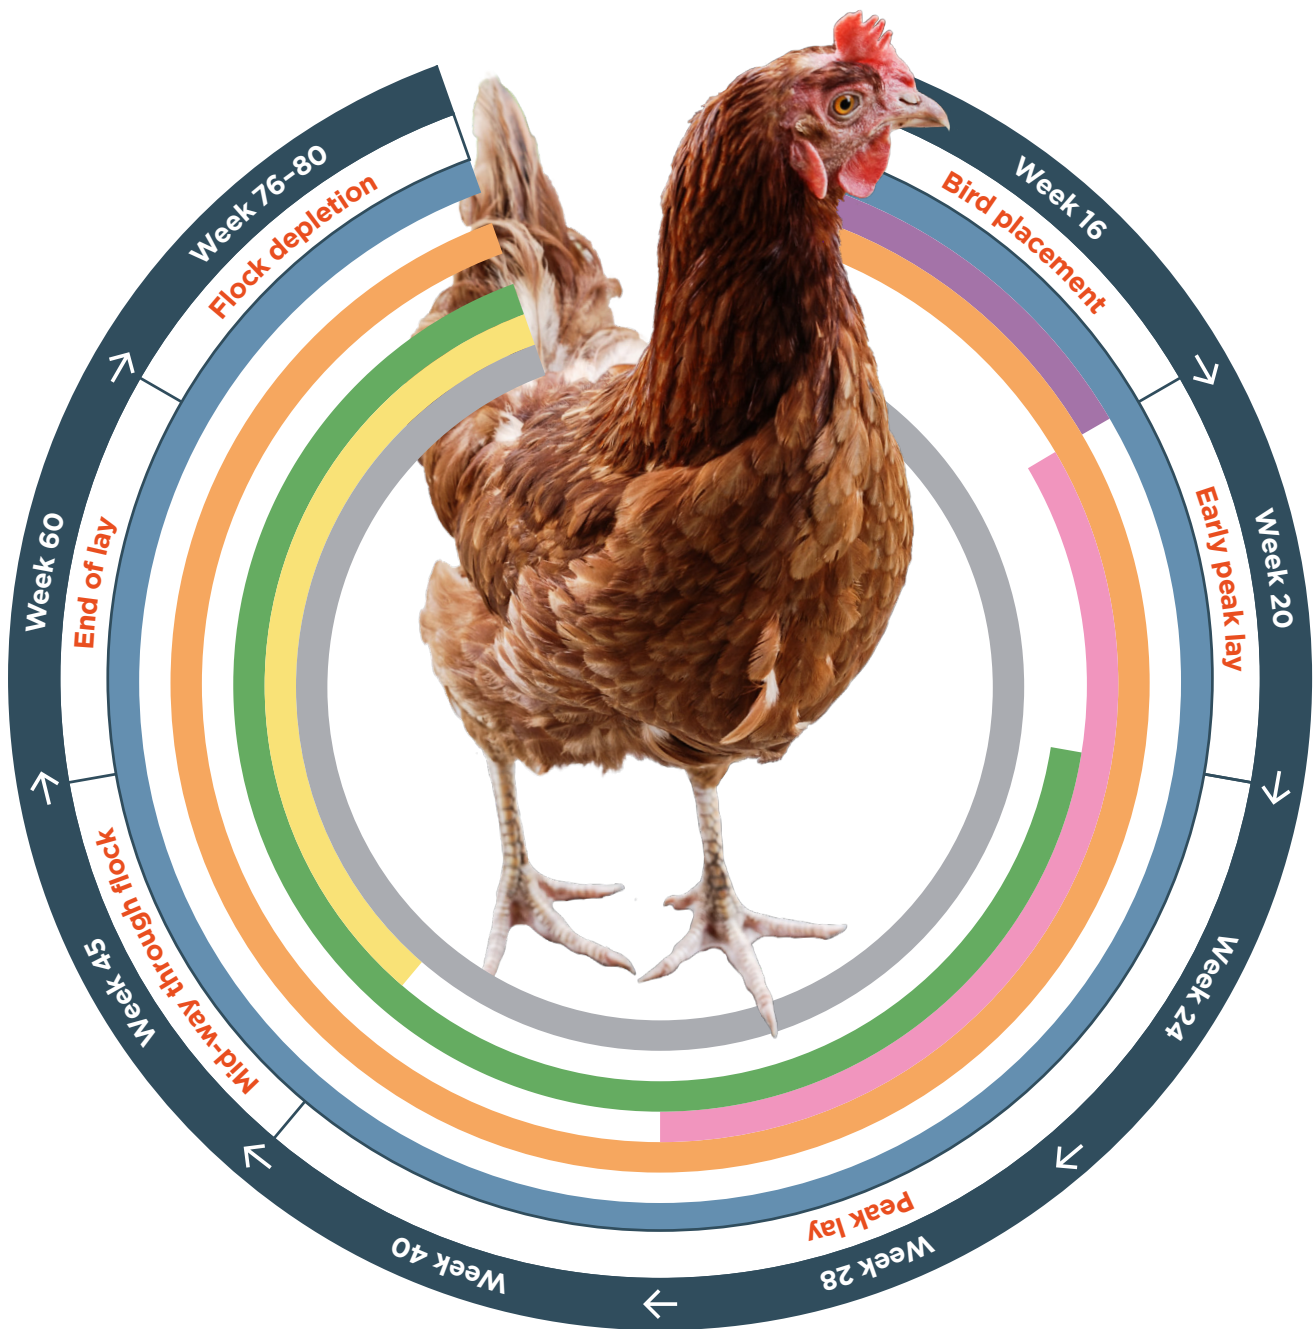 Week 16
Bird placement
Week 20
Early peak lay
Week 24
Week 28
Peak lay
Week 40
Week 45
Mid-way through flock
Week 60
End of lay
Week 76-80
Flock depletion